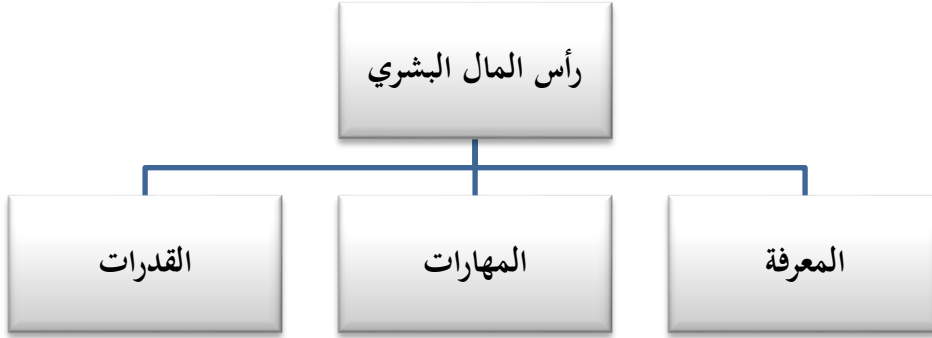 رأس المال البشري
المعرفة
المهارات
القدرات